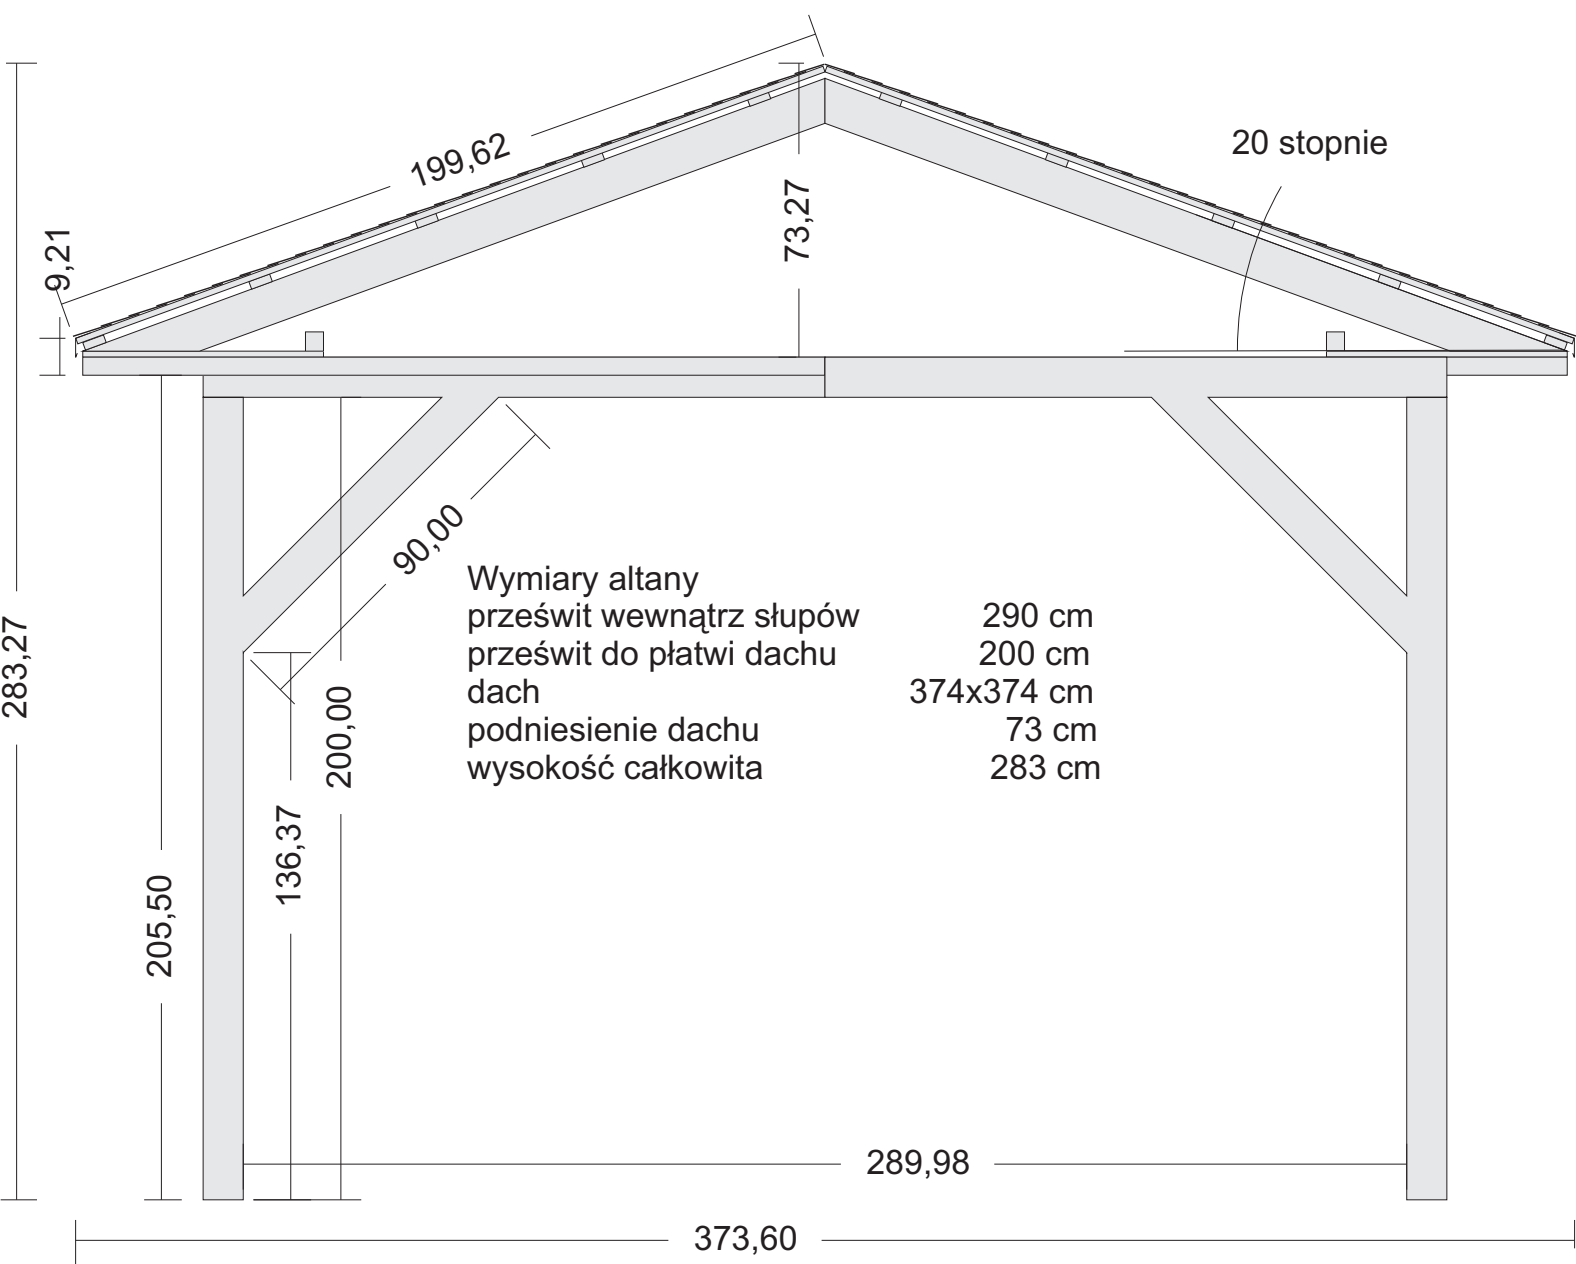 199,62
20 stopnie
73,27
9,21
90,00
Wymiary altany
prześwit wewnątrz słupów 290 cm
prześwit do płatwi dachu 200 cm
dach 374x374 cm
podniesienie dachu 73 cm
wysokość całkowita 283 cm
283,27
200,00
136,37
205,50
289,98
373,60